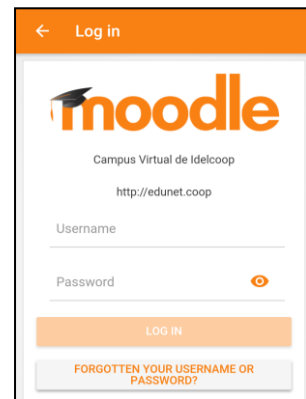 Log in
moodle
Campus Virtual de Idelcoop
http://edunet.coop
Username
Password
LOG IN
FORGOTTEN YOUR USERNAME OR
PASSWORD?